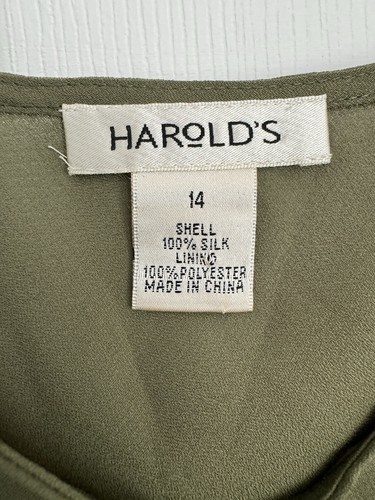 HAROLD'S
14
SHELL
100% SILK
LINING
100%POLYESTER
MADE IN CHINA